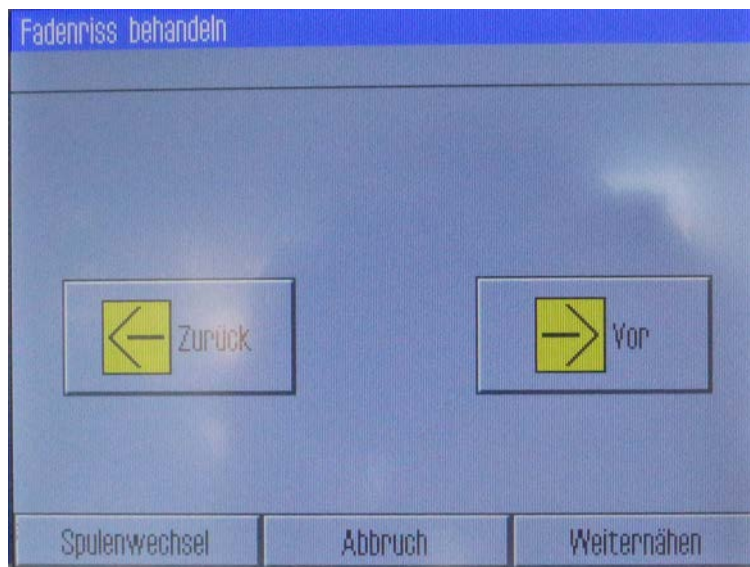 Fadenriss behandeln
Zurück
Vor
Spulenwechsel
Abbruch
Weiternähen